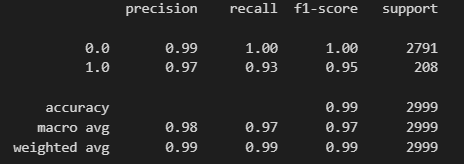 precision recall f1-score support
0.0 0.99 1.00 1.00 2791
1.0 0.97 0.93 0.95 208
accuracy 0.99 2999
macro avg 0.98 0.97 0.97 2999
weighted avg 0.99 0.99 0.99 2999